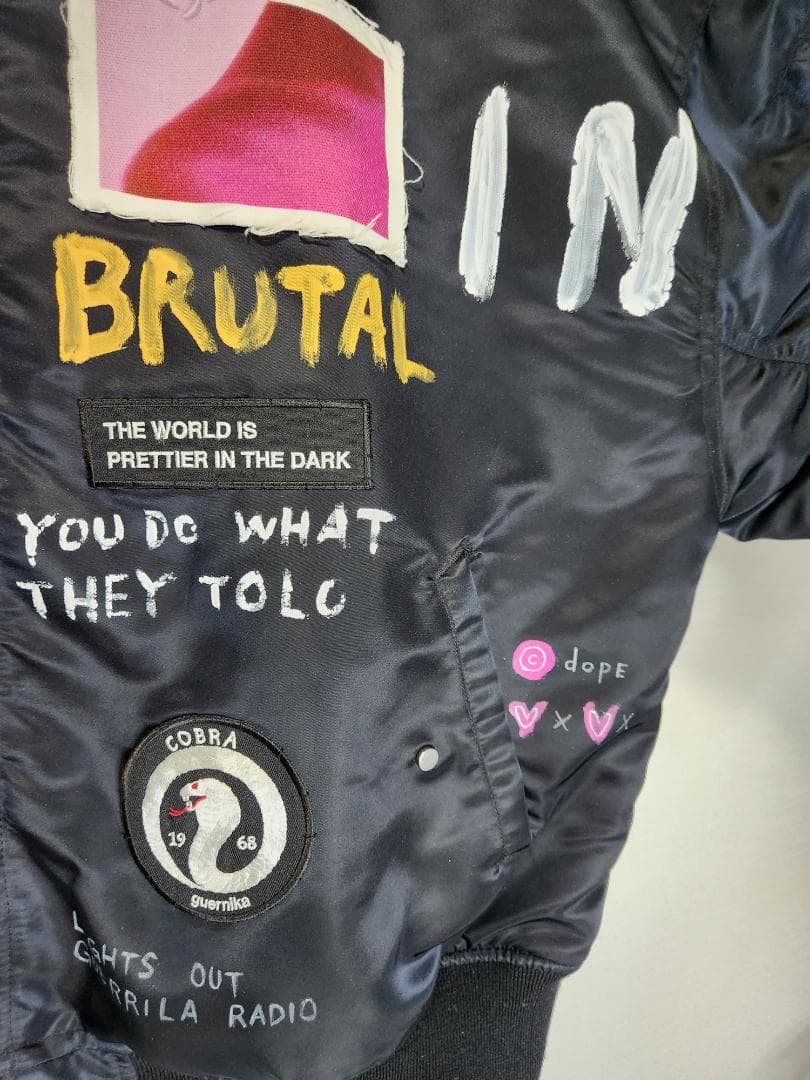 IN
BRUTAL
THE WORLD IS
PRETTIER IN THE DARK
YOU DO WHAT
THEY TOLD
© dope
x x
COBRA
19 68
guernika
LIGHTS OUT
GUERRILA RADIO